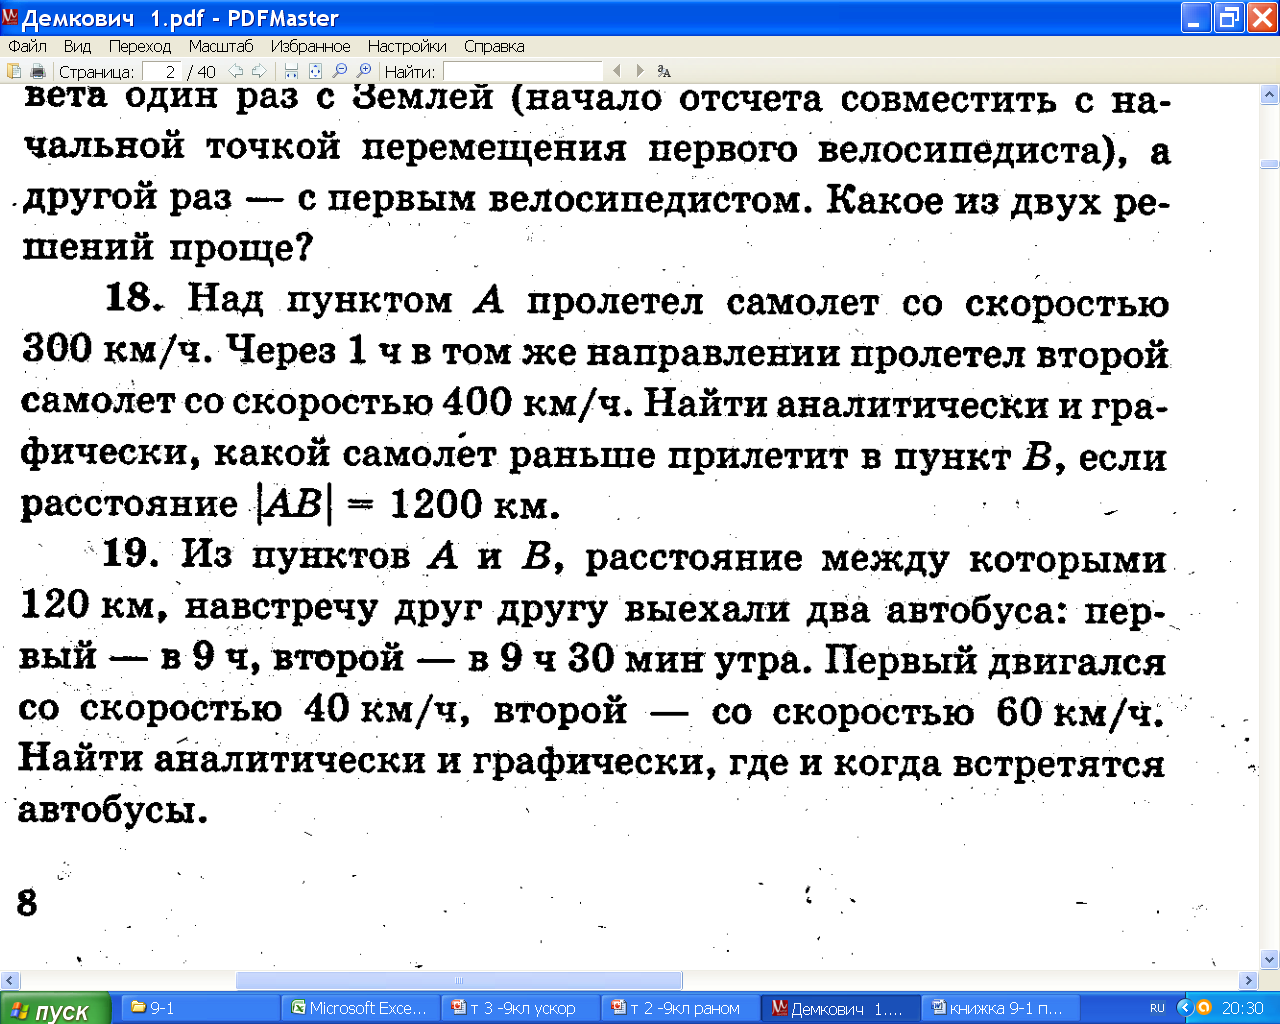 Демкович 1.pdf - PDFMaster
Файл Вид Переход Масштаб Избранное Настройки Справка
Страница: 2 / 40 Найти:
вета один раз с Землей (начало отсчета совместить с на-
чальной точкой перемещения первого велосипедиста), а
другой раз — с первым велосипедистом. Какое из двух ре-
шений проще?
18. Над пунктом A пролетел самолет со скоростью
300 км/ч. Через 1 ч в том же направлении пролетел второй
самолет со скоростью 400 км/ч. Найти аналитически и гра-
фически, какой самолет раньше прилетит в пункт B, если
расстояние |AB| = 1200 км.
19. Из пунктов A и B, расстояние между которыми
120 км, навстречу друг другу выехали два автобуса: пер-
вый — в 9 ч, второй — в 9 ч 30 мин утра. Первый двигался
со скоростью 40 км/ч, второй — со скоростью 60 км/ч.
Найти аналитически и графически, где и когда встретятся
автобусы.
8
пуск 9-1 Microsoft Exce... т 3 -9кл ускор т 2 -9кл раном Демкович 1.... книжка 9-1 п... RU 20:30